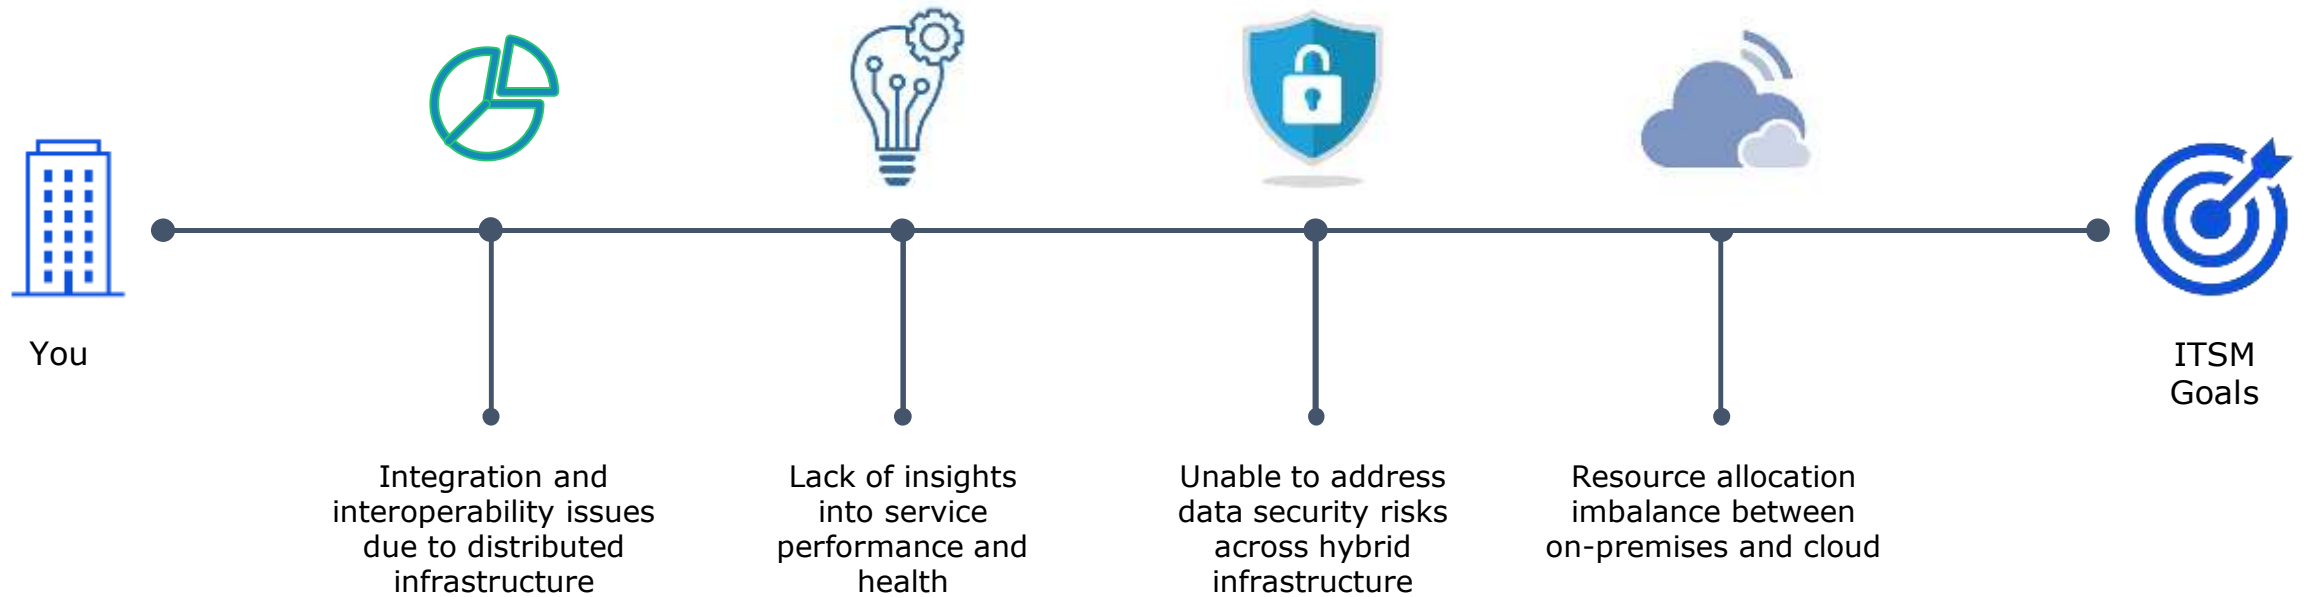 You
Integration and
interoperability issues
due to distributed
infrastructure
Lack of insights
into service
performance and
health
Unable to address
data security risks
across hybrid
infrastructure
Resource allocation
imbalance between
on-premises and cloud
ITSM
Goals